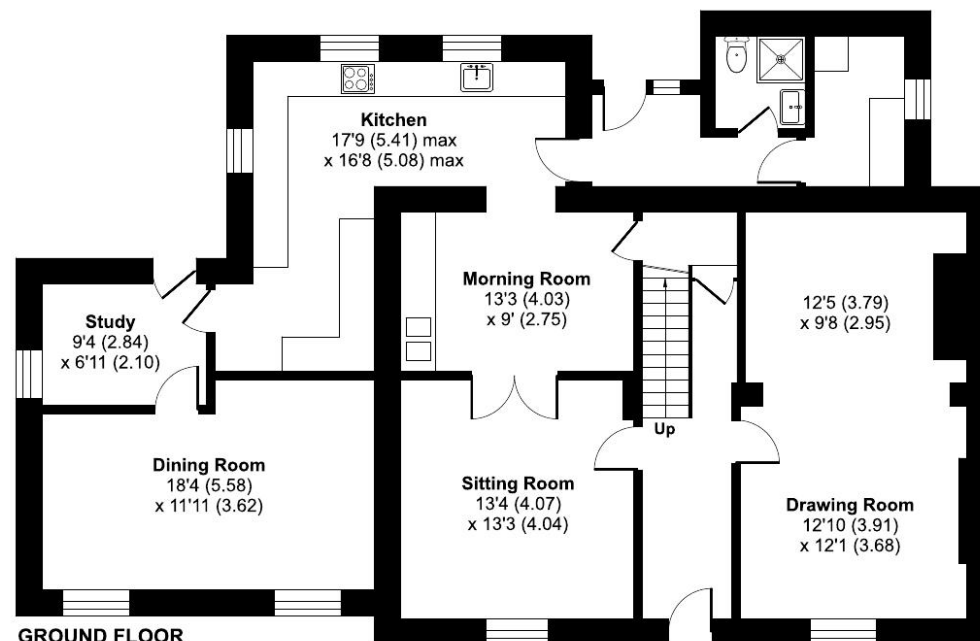 Kitchen
17'9 (5.41) max
x 16'8 (5.08) max
Morning Room
13'3 (4.03)
x 9' (2.75)
12'5 (3.79)
x 9'8 (2.95)
Study
9'4 (2.84)
x 6'11 (2.10)
Up
Dining Room
18'4 (5.58)
x 11'11 (3.62)
Sitting Room
13'4 (4.07)
x 13'3 (4.04)
Drawing Room
12'10 (3.91)
x 12'1 (3.68)
GROUND FLOOR